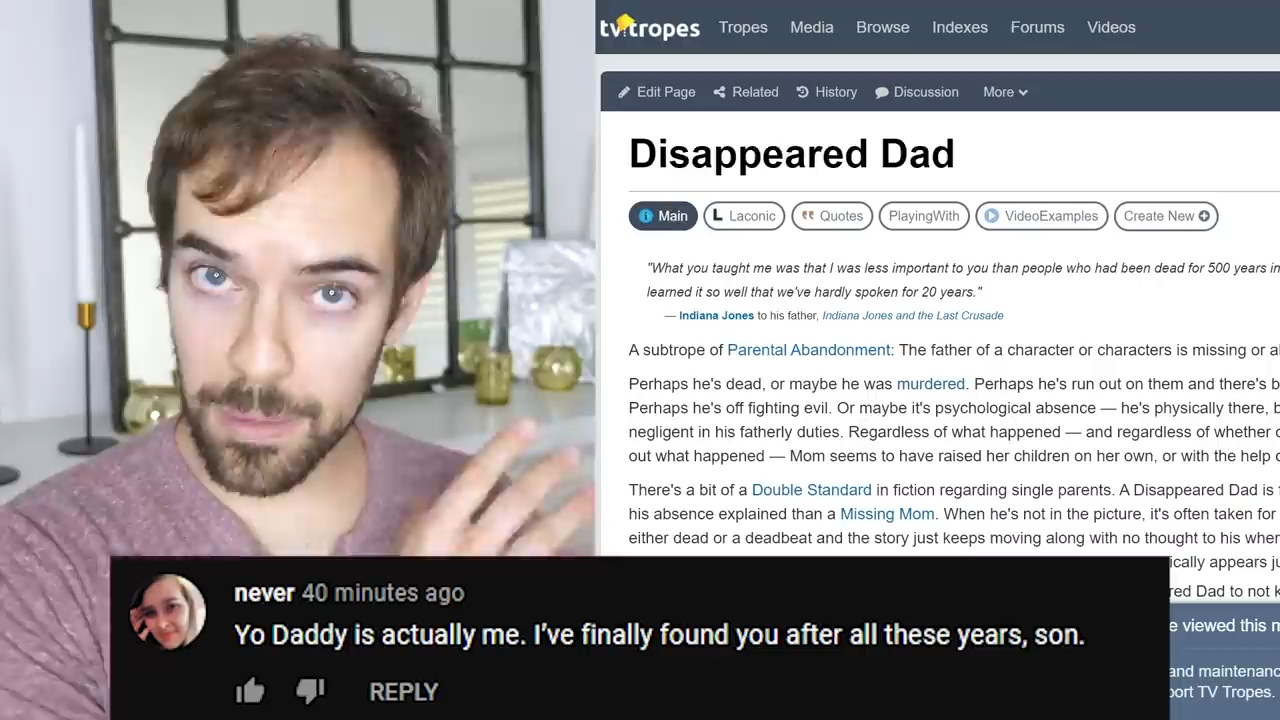 tvtropes Tropes Media Browse Indexes Forums Videos
Edit Page Related History Discussion More
Disappeared Dad
Main Laconic Quotes PlayingWith VideoExamples Create New
"What you taught me was that I was less important to you than people who had been dead for 500 years in
learned it so well that we've hardly spoken for 20 years."
— Indiana Jones to his father, Indiana Jones and the Last Crusade
A subtrope of Parental Abandonment: The father of a character or characters is missing or
Perhaps he's dead, or maybe he was murdered. Perhaps he's run out on them and there's
Perhaps he's off fighting evil. Or maybe it's psychological absence — he's physically there,
negligent in his fatherly duties. Regardless of what happened — and regardless of whether
out what happened — Mom seems to have raised her children on her own, or with the help
There's a bit of a Double Standard in fiction regarding single parents. A Disappeared Dad is
his absence explained than a Missing Mom. When he's not in the picture, it's often taken for
either dead or a deadbeat and the story just keeps moving along with no thought to his
appears
Dad to not
viewed this
and maintenance
TV Tropes.
never 40 minutes ago
Yo Daddy is actually me. I've finally found you after all these years, son.
REPLY